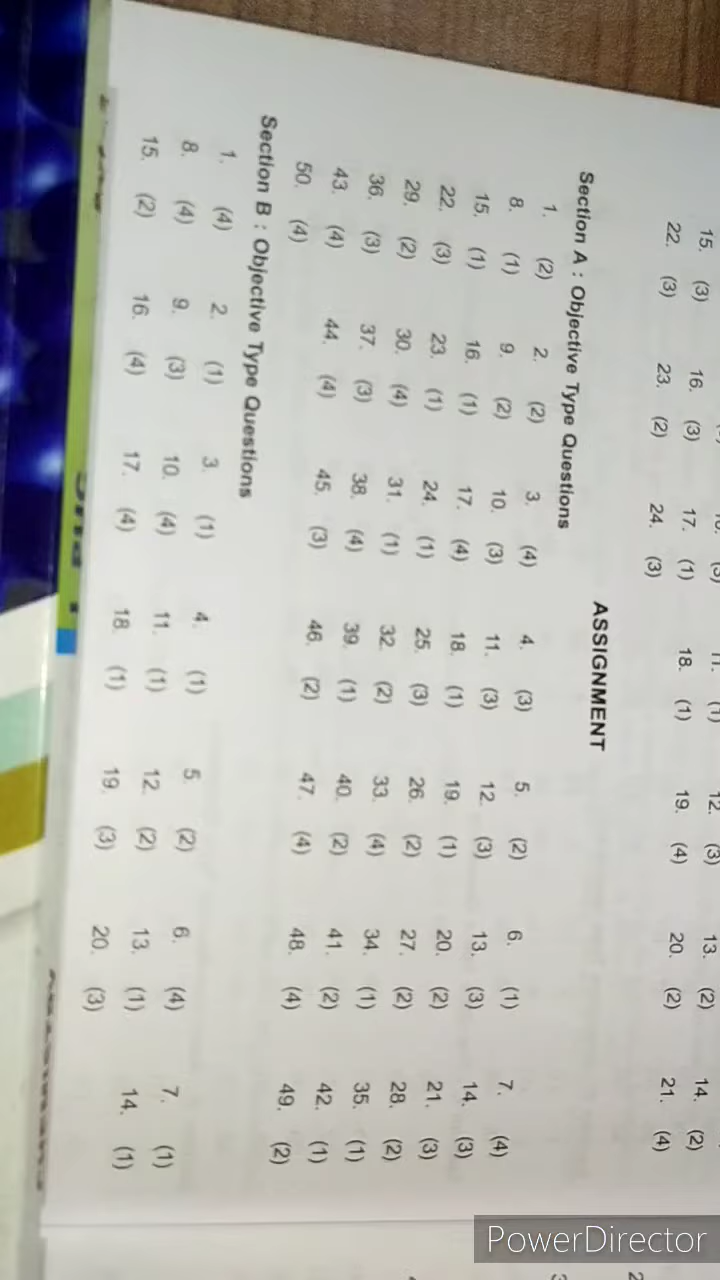 11. (1) 12. (3) 13. (2) 14. (2)
15. (3) 16. (3) 17. (1) 18. (1) 19. (4) 20. (2) 21. (4)
22. (3) 23. (2) 24. (3)
ASSIGNMENT
Section A : Objective Type Questions
1. (2) 2. (2) 3. (4) 4. (3) 5. (2) 6. (1) 7. (4)
8. (1) 9. (2) 10. (3) 11. (3) 12. (3) 13. (3) 14. (3)
15. (1) 16. (1) 17. (4) 18. (1) 19. (1) 20. (2) 21. (3)
22. (3) 23. (1) 24. (1) 25. (3) 26. (2) 27. (2) 28. (2)
29. (2) 30. (4) 31. (1) 32. (2) 33. (4) 34. (1) 35. (1)
36. (3) 37. (3) 38. (4) 39. (1) 40. (2) 41. (2) 42. (1)
43. (4) 44. (4) 45. (3) 46. (2) 47. (4) 48. (4) 49. (2)
50. (4)
Section B : Objective Type Questions
1. (4) 2. (1) 3. (1) 4. (1) 5. (2) 6. (4) 7. (1)
8. (4) 9. (3) 10. (4) 11. (1) 12. (2) 13. (1) 14. (1)
15. (2) 16. (4) 17. (4) 18. (1) 19. (3) 20. (3)
PowerDirector